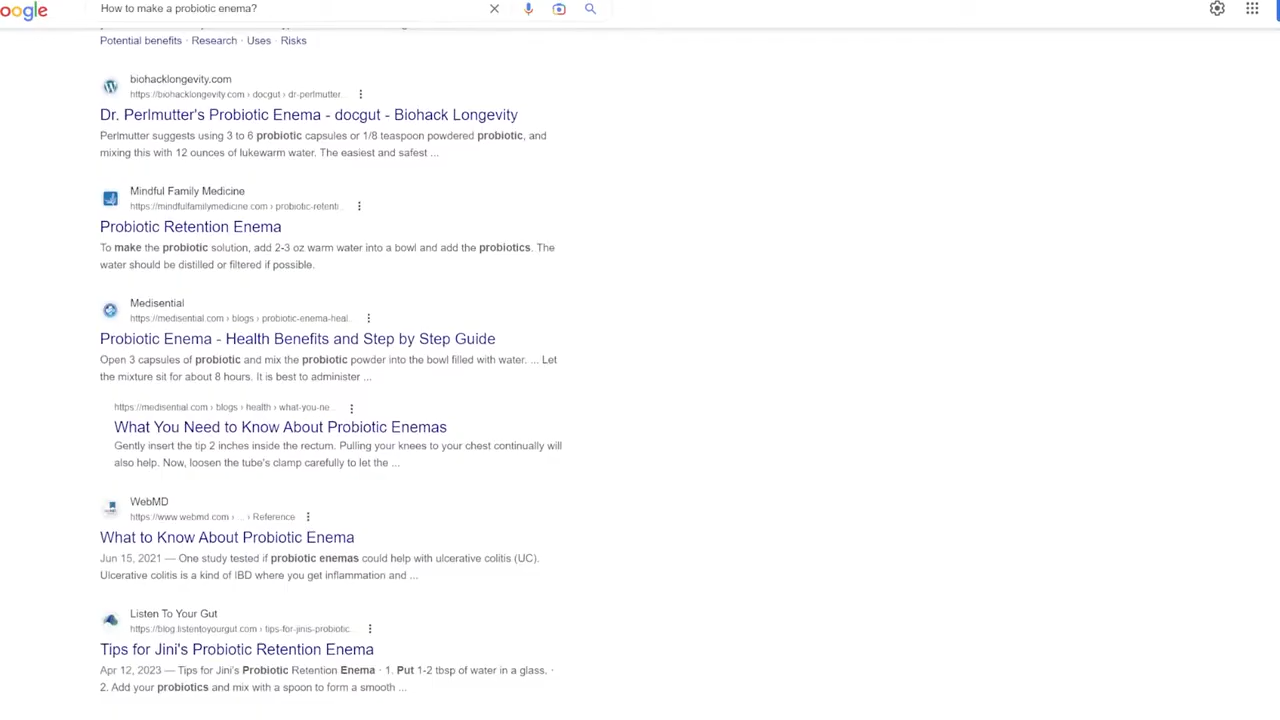 oogle
How to make a probiotic enema?
Potential benefits · Research · Uses · Risks
biohacklongevity.com
https://biohacklongevity.com › docgut › dr-perlmutter...
Dr. Perlmutter's Probiotic Enema - docgut - Biohack Longevity
Perlmutter suggests using 3 to 6 probiotic capsules or 1/8 teaspoon powdered probiotic, and
mixing this with 12 ounces of lukewarm water. The easiest and safest ...
Mindful Family Medicine
https://mindfulfamilymedicine.com › probiotic-retenti...
Probiotic Retention Enema
To make the probiotic solution, add 2-3 oz warm water into a bowl and add the probiotics. The
water should be distilled or filtered if possible.
Medisential
https://medisential.com › blogs › probiotic-enema-heal...
Probiotic Enema - Health Benefits and Step by Step Guide
Open 3 capsules of probiotic and mix the probiotic powder into the bowl filled with water. ... Let
the mixture sit for about 8 hours. It is best to administer ...
https://medisential.com › blogs › health › what-you-ne...
What You Need to Know About Probiotic Enemas
Gently insert the tip 2 inches inside the rectum. Pulling your knees to your chest continually will
also help. Now, loosen the tube's clamp carefully to let the ...
WebMD
https://www.webmd.com › ... › Reference
What to Know About Probiotic Enema
Jun 15, 2021 — One study tested if probiotic enemas could help with ulcerative colitis (UC).
Ulcerative colitis is a kind of IBD where you get inflammation and ...
Listen To Your Gut
https://blog.listentoyourgut.com › tips-for-jinis-probiotic...
Tips for Jini's Probiotic Retention Enema
Apr 12, 2023 — Tips for Jini's Probiotic Retention Enema · 1. Put 1-2 tbsp of water in a glass. ·
2. Add your probiotics and mix with a spoon to form a smooth ...